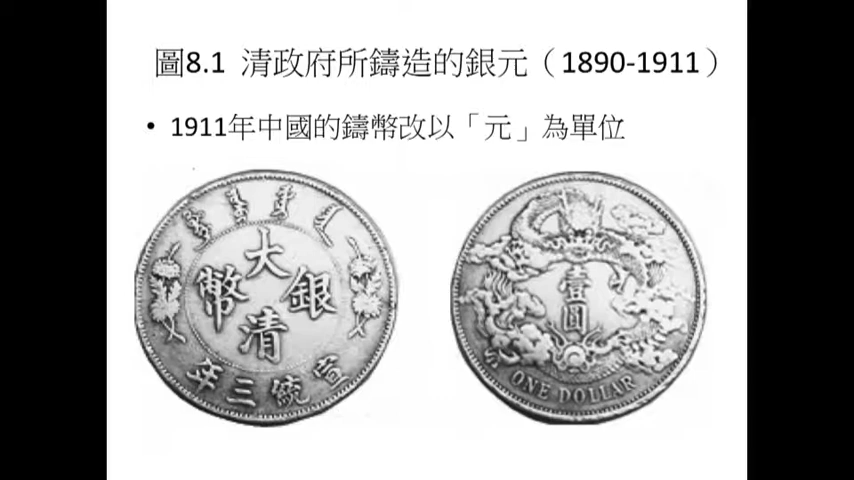 圖8.1 清政府所鑄造的銀元（1890-1911）
• 1911年中國的鑄幣改以「元」為單位
大清銀幣
宣統三年
壹圓
ONE DOLLAR